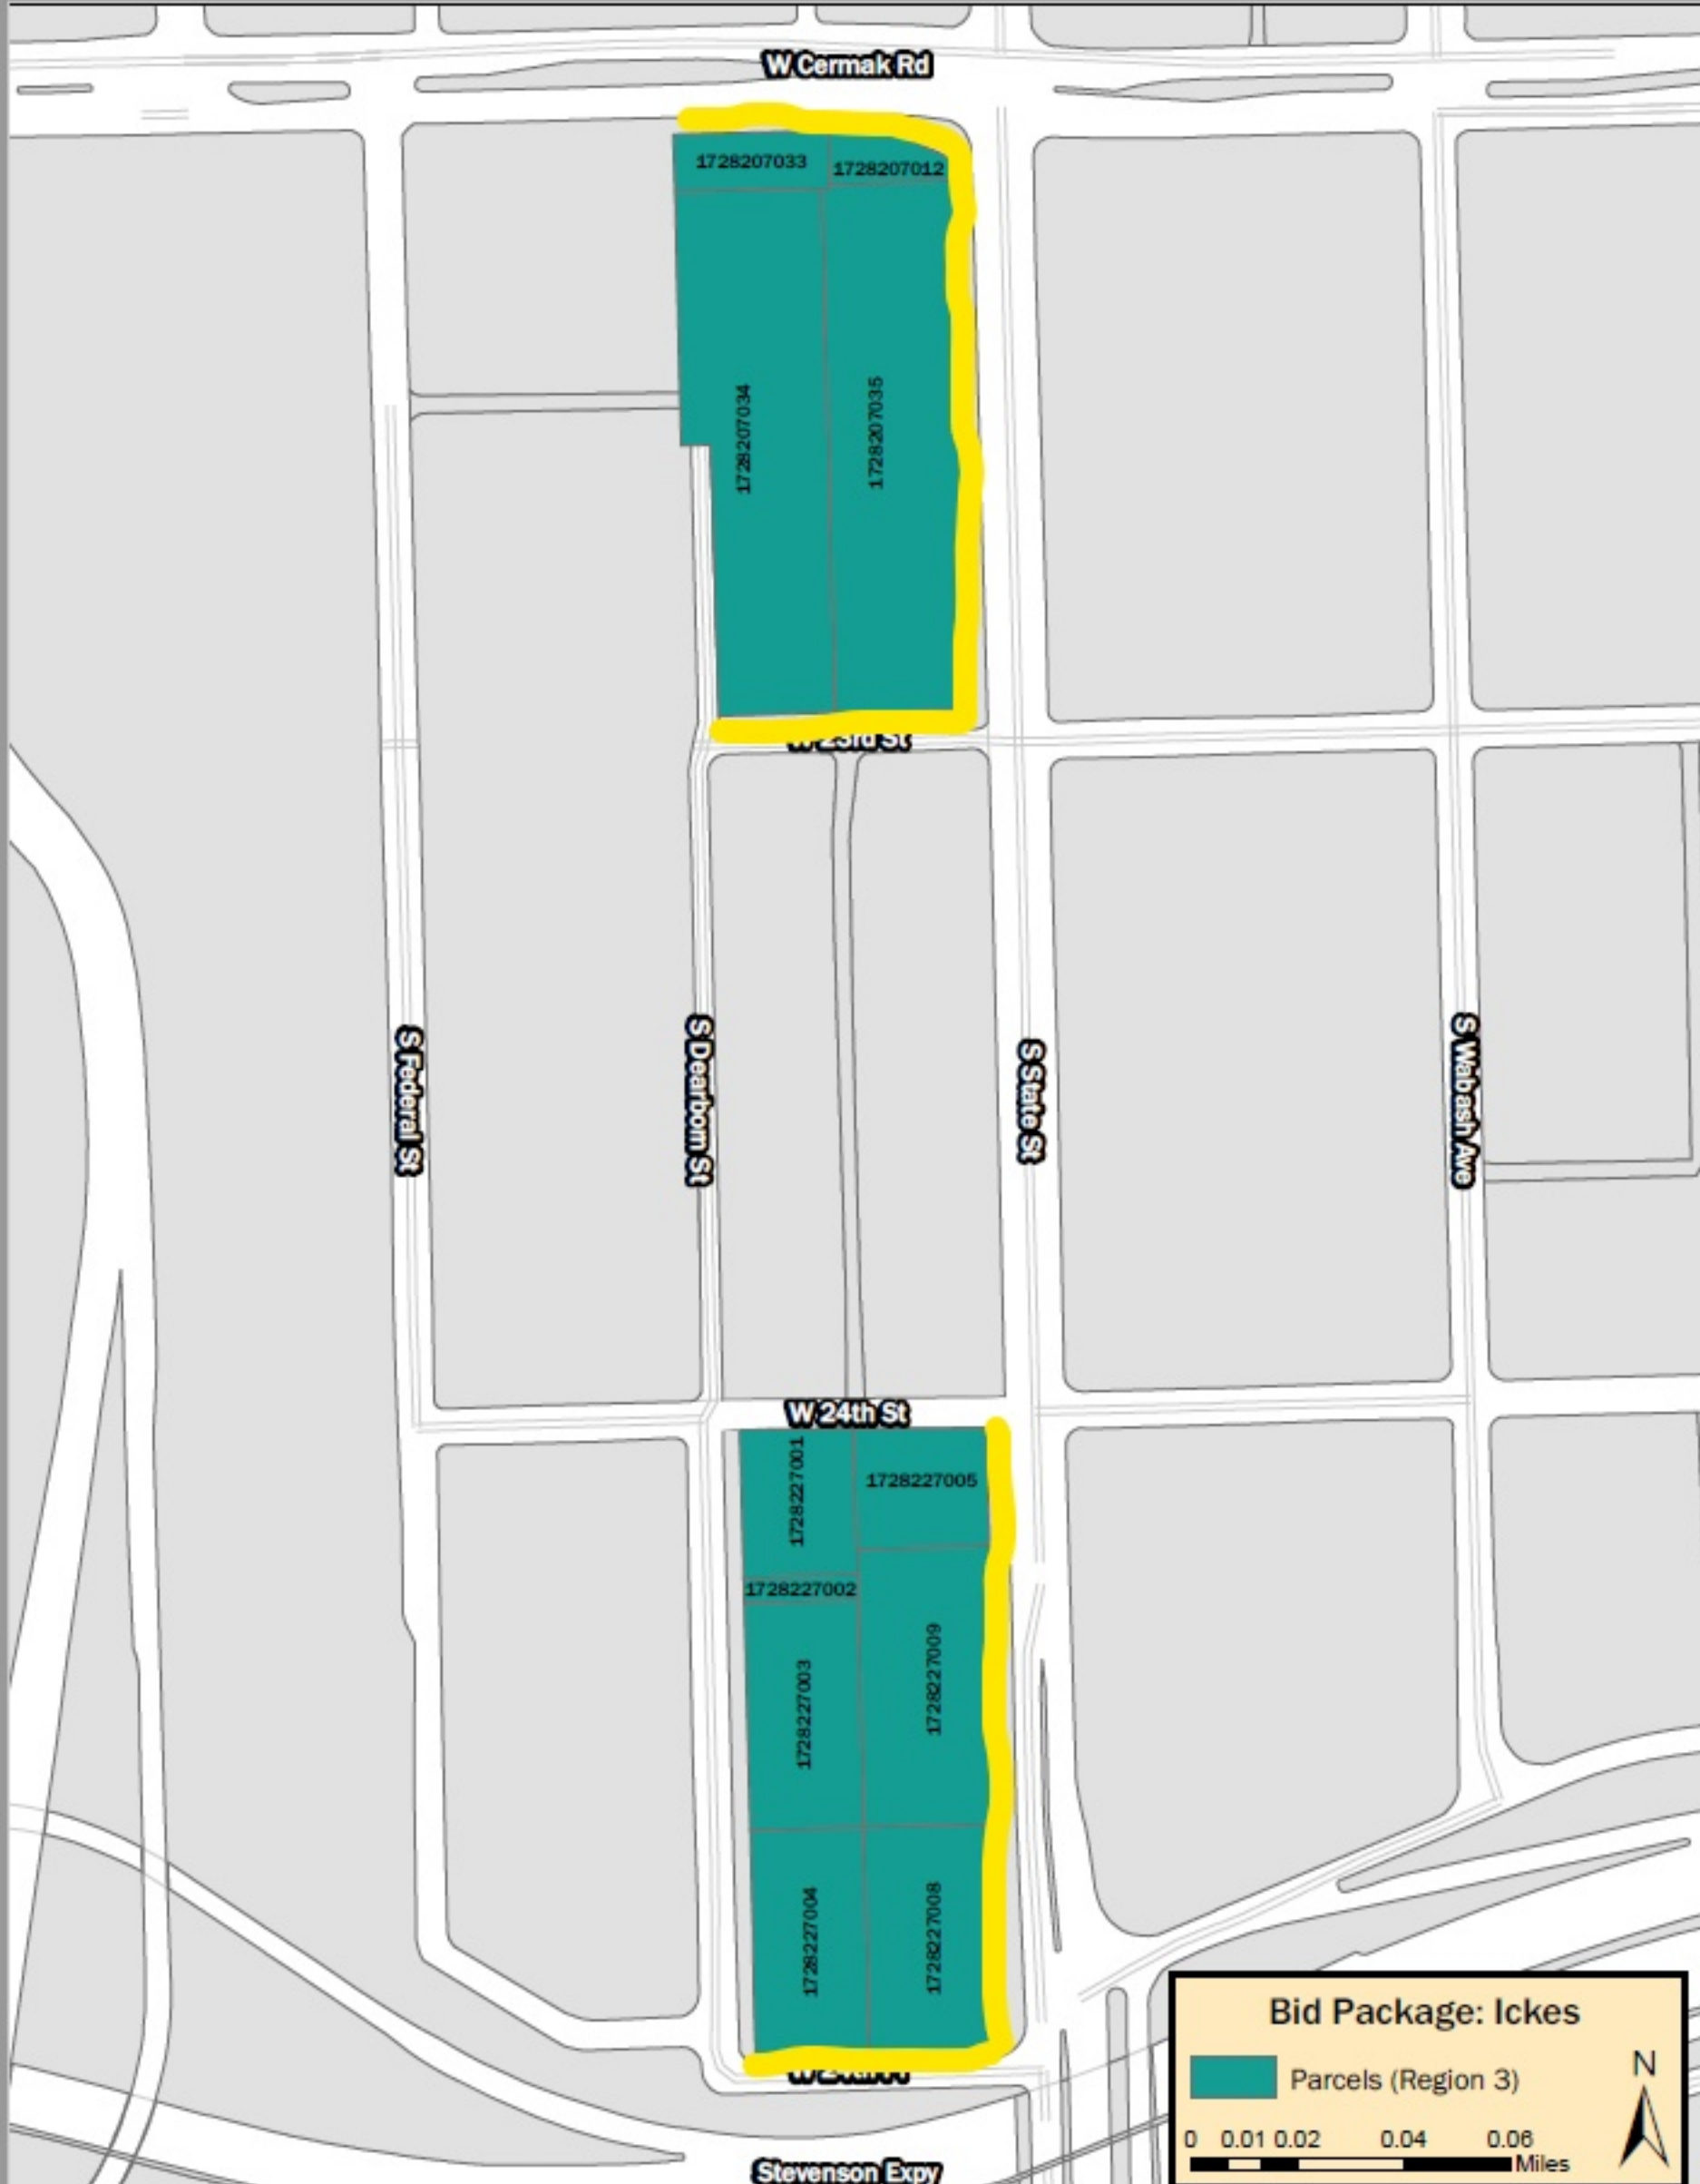 W Cermak Rd
1728207033
1728207012
1728207034
1728207035
W 23rd St
S Federal St
S Dearborn St
S State St
S Wabash Ave
W 24th St
1728227001
1728227005
1728227002
1728227003
1728227009
1728227004
1728227008
Bid Package: Ickes
Parcels (Region 3)
N
0 0.01 0.02 0.04 0.06
Miles
Stevenson Expy